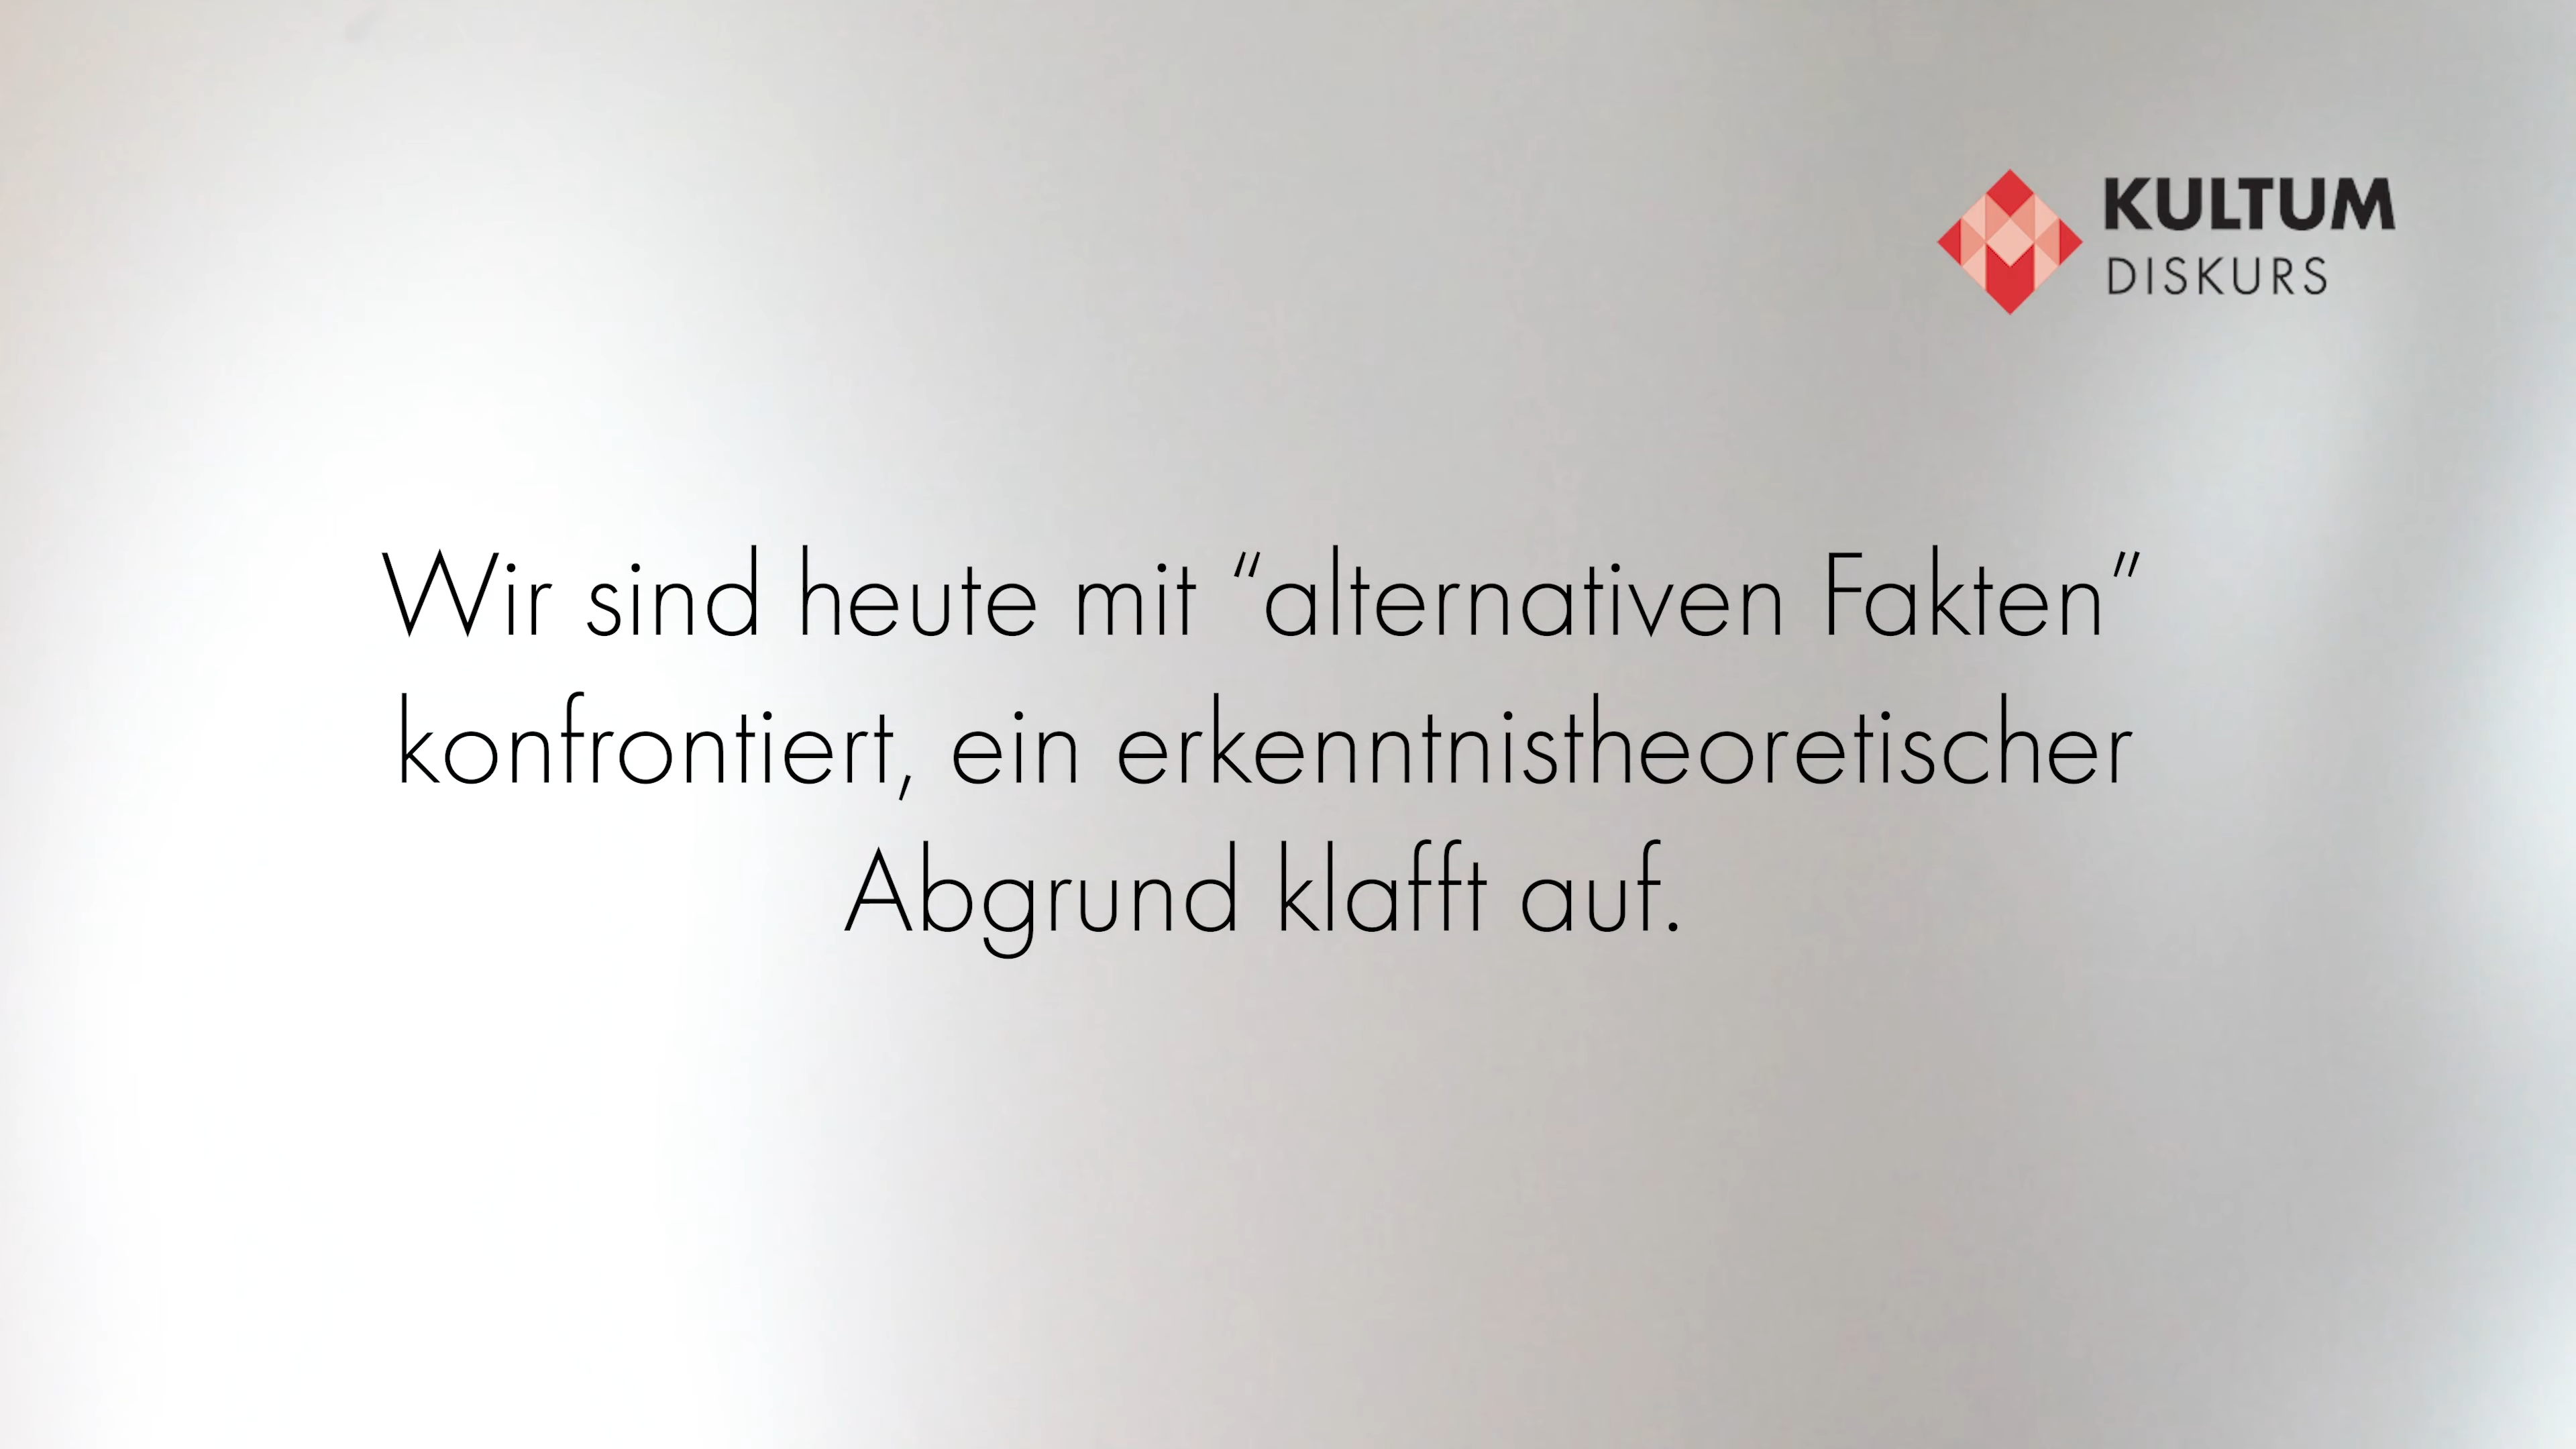 KULTUM
DISKURS
Wir sind heute mit “alternativen Fakten”
konfrontiert, ein erkenntnistheoretischer
Abgrund klafft auf.